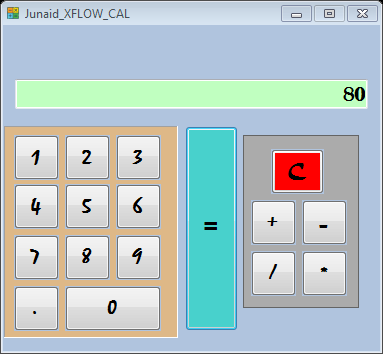 Junaid_XFLOW_CAL
80
1 2 3
4 5 6
7 8 9
. 0
=
C
+ -
/ *